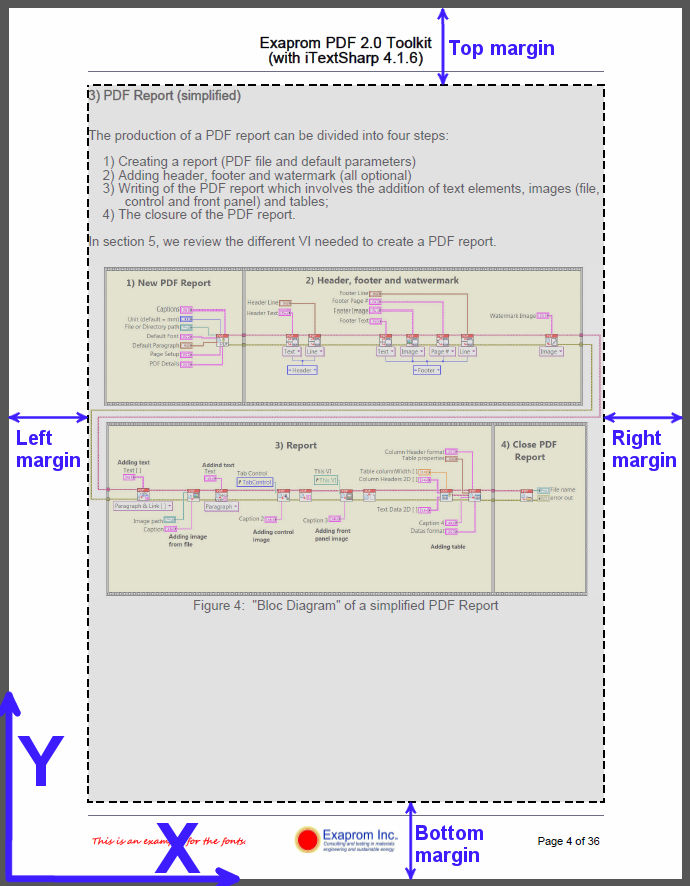 Exaprom PDF 2.0 Toolkit
(with iTextSharp 4.1.6)
Top margin
3) PDF Report (simplified)
The production of a PDF report can be divided into four steps:
1) Creating a report (PDF file and default parameters)
2) Adding header, footer and watermark (all optional)
3) Writing of the PDF report which involves the addition of text elements, images (file,
control and front panel) and tables;
4) The closure of the PDF report.
In section 5, we review the different VI needed to create a PDF report.
1) New PDF Report
Captions
Unit (default = mm)
File or Directory path
Default Font
Default Paragraph
Page Setup
PDF Details
2) Header, footer and watwermark
Header Line
Header Text
Text
Line
Header
Footer Line
Footer Page #
Footer Image
Footer Text
Text
Image
Page #
Line
Footer
Watermark Image
Image
Left
margin
Right
margin
3) Report
Adding text
Text [ ]
Paragraph & Link [ ]
Image path
Caption
Adding image
from file
Addind text
Text
Paragraph
Tab Control
TabControl
Caption 2
Adding control
image
This VI
This VI
Caption 3
Adding front
panel image
Column Header format
Table properties
Table columnWidth [ ]
Column Headers 2D [ ]
Text Data 2D [ ]
Caption 4
Datas format
Adding table
4) Close PDF
Report
File name
error out
Figure 4: "Bloc Diagram" of a simplified PDF Report
Y
X
This is an example for the fonts.
Exaprom Inc.
Consulting and testing in materials
engineering and sustainable energy
Bottom
margin
Page 4 of 36